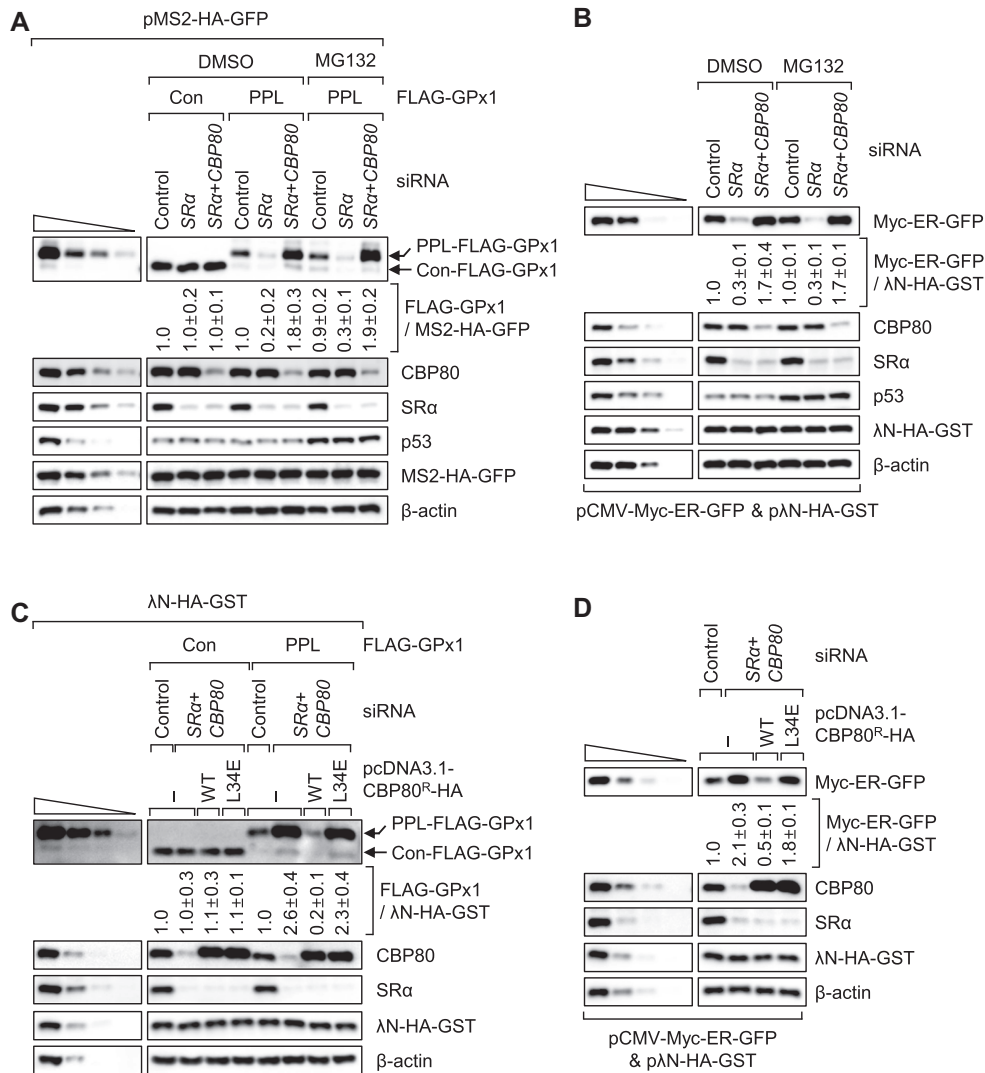 A
pMS2-HA-GFP
DMSO MG132
Con PPL PPL FLAG-GPx1
Control SRα SRα+CBP80 Control SRα SRα+CBP80 Control SRα SRα+CBP80 siRNA
PPL-FLAG-GPx1
Con-FLAG-GPx1
1.0 1.0±0.2 1.0±0.1 1.0 0.2±0.2 1.8±0.3 0.9±0.2 0.3±0.1 1.9±0.2 FLAG-GPx1
/ MS2-HA-GFP
CBP80
SRα
p53
MS2-HA-GFP
β-actin
B
DMSO MG132
Control SRα SRα+CBP80 Control SRα SRα+CBP80 siRNA
Myc-ER-GFP
1.0 0.3±0.1 1.7±0.4 1.0±0.1 0.3±0.1 1.7±0.1 Myc-ER-GFP
/ λN-HA-GST
CBP80
SRα
p53
λN-HA-GST
β-actin
pCMV-Myc-ER-GFP & pλN-HA-GST
C
λN-HA-GST
Con PPL FLAG-GPx1
Control SRα+ CBP80 Control SRα+ CBP80 siRNA
– WT L34E – WT L34E pcDNA3.1-
CBP80R-HA
PPL-FLAG-GPx1
Con-FLAG-GPx1
1.0 1.0±0.3 1.1±0.3 1.1±0.1 1.0 2.6±0.4 0.2±0.1 2.3±0.4 FLAG-GPx1
/ λN-HA-GST
CBP80
SRα
λN-HA-GST
β-actin
D
Control SRα+ CBP80 siRNA
– WT L34E pcDNA3.1-
CBP80R-HA
Myc-ER-GFP
1.0 2.1±0.3 0.5±0.1 1.8±0.1 Myc-ER-GFP
/ λN-HA-GST
CBP80
SRα
λN-HA-GST
β-actin
pCMV-Myc-ER-GFP
& pλN-HA-GST